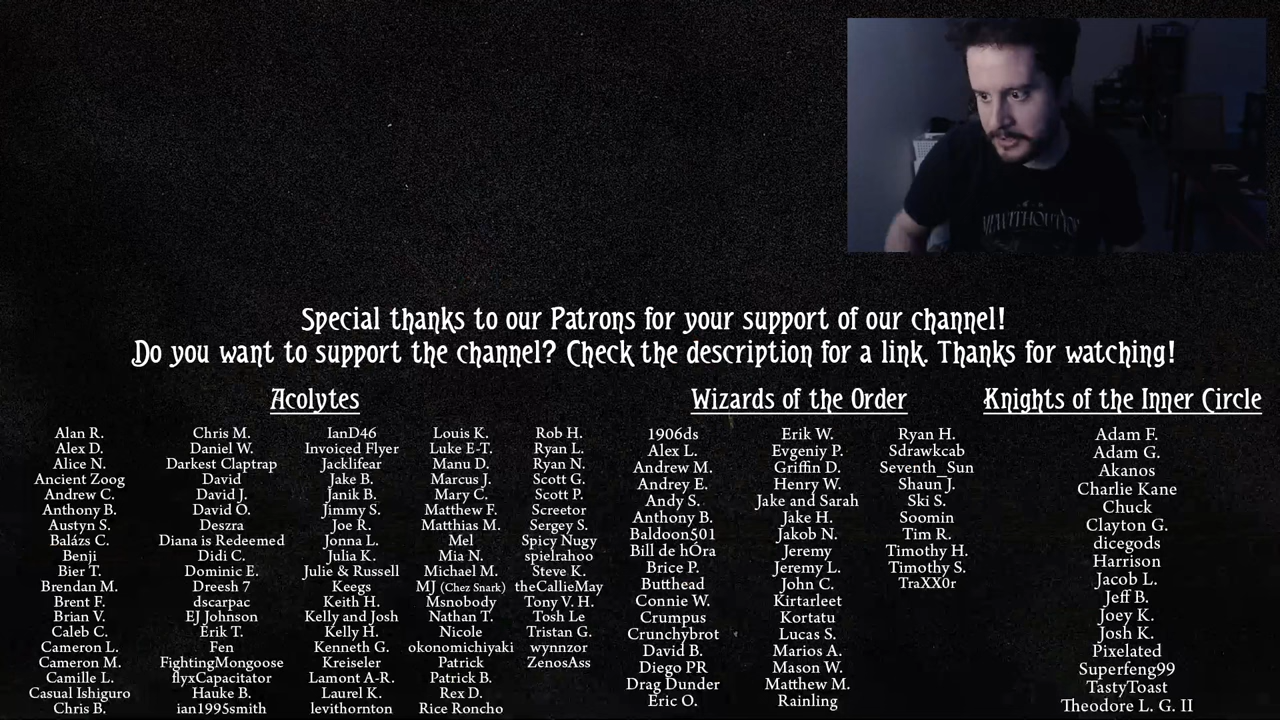 Special thanks to our Patrons for your support of our channel!
Do you want to support the channel? Check the description for a link. Thanks for watching!
Acolytes
Alan R.
Alex D.
Alice N.
Ancient Zoog
Andrew C.
Anthony B.
Austyn S.
Balázs C.
Benji
Bier T.
Brendan M.
Brent F.
Brian V.
Caleb C.
Cameron L.
Cameron M.
Camille L.
Casual Ishiguro
Chris B.
Chris M.
Daniel W.
Darkest Claptrap
David
David J.
David O.
Deszra
Diana is Redeemed
Didi C.
Dominic E.
Dreesh 7
dscarpac
EJ Johnson
Erik T.
Fen
FightingMongoose
flyxCapacitator
Hauke B.
ian1995smith
IanD46
Invoiced Flyer
Jacklifear
Jake B.
Janik B.
Jimmy S.
Joe R.
Jonna L.
Julia K.
Julie & Russell
Keegs
Keith H.
Kelly and Josh
Kelly H.
Kenneth G.
Kreiseler
Lamont A-R.
Laurel K.
levithornton
Louis K.
Luke E-T.
Manu D.
Marcus J.
Mary C.
Matthew F.
Matthias M.
Mel
Mia N.
Michael M.
MJ (Chez Snark)
Msnobody
Nathan T.
Nicole
okonomichiyaki
Patrick
Patrick B.
Rex D.
Rice Roncho
Rob H.
Ryan L.
Ryan N.
Scott G.
Scott P.
Screetor
Sergey S.
Spicy Nugy
spielrahoo
Steve K.
theCallieMay
Tony V. H.
Tosh Le
Tristan G.
wynnzor
ZenosAss
Wizards of the Order
1906ds
Alex L.
Andrew M.
Andrey E.
Andy S.
Anthony B.
Baldoon501
Bill de hÓra
Brice P.
Butthead
Connie W.
Crumpus
Crunchybrot
David B.
Diego PR
Drag Dunder
Eric O.
Erik W.
Evgeniy P.
Griffin D.
Henry W.
Jake and Sarah
Jake H.
Jakob N.
Jeremy
Jeremy L.
John C.
Kirtarleet
Kortatu
Lucas S.
Marios A.
Mason W.
Matthew M.
Rainling
Ryan H.
Sdrawkcab
Seventh_Sun
Shaun J.
Ski S.
Soomin
Tim R.
Timothy H.
Timothy S.
TraXX0r
Knights of the Inner Circle
Adam F.
Adam G.
Akanos
Charlie Kane
Chuck
Clayton G.
dicegods
Harrison
Jacob L.
Jeff B.
Joey K.
Josh K.
Pixelated
Superfeng99
TastyToast
Theodore L. G. II